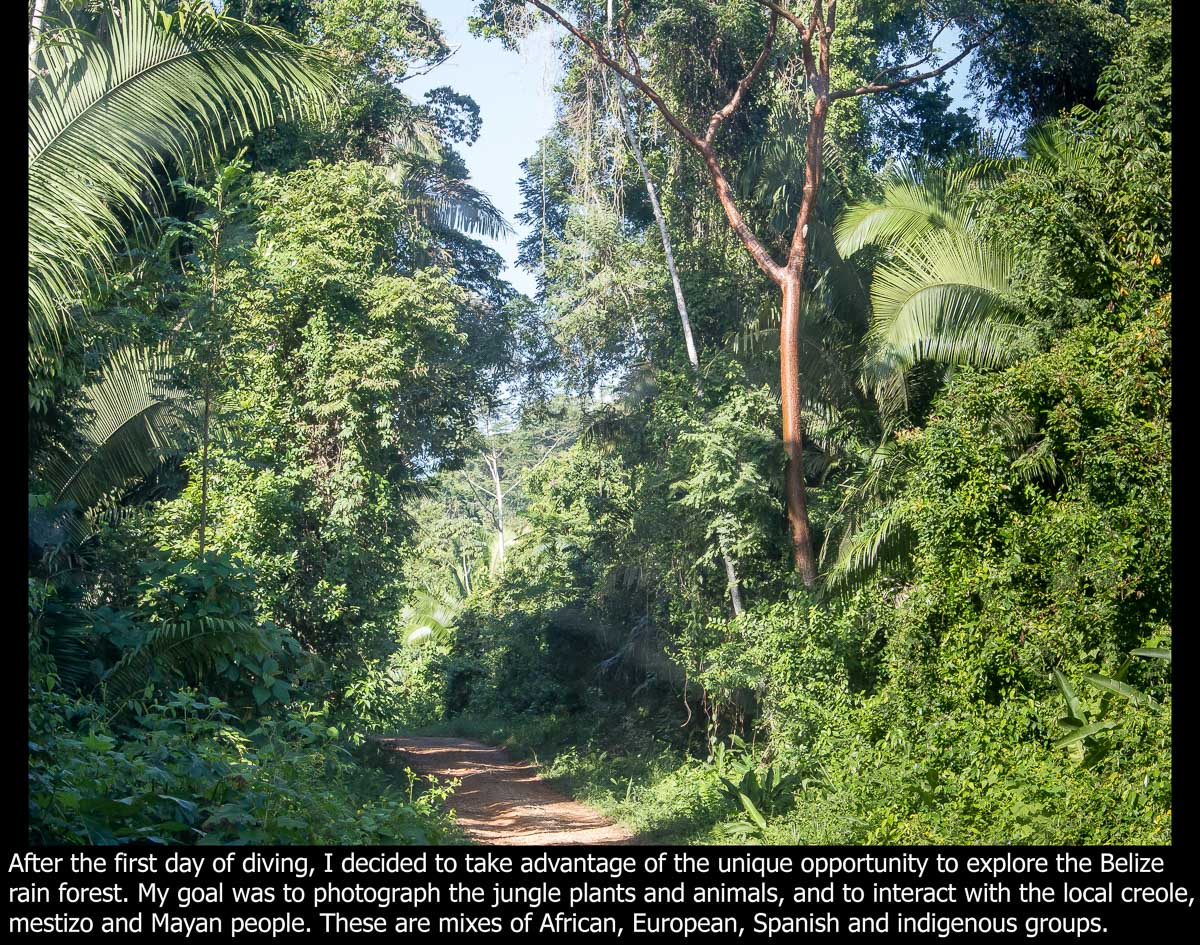 After the first day of diving, I decided to take advantage of the unique opportunity to explore the Belize
rain forest. My goal was to photograph the jungle plants and animals, and to interact with the local creole,
mestizo and Mayan people. These are mixes of African, European, Spanish and indigenous groups.